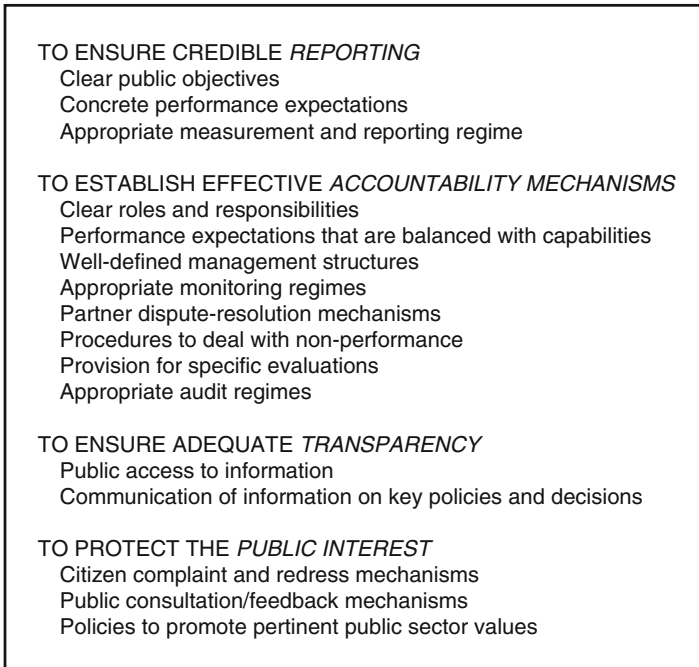 TO ENSURE CREDIBLE REPORTING
Clear public objectives
Concrete performance expectations
Appropriate measurement and reporting regime
TO ESTABLISH EFFECTIVE ACCOUNTABILITY MECHANISMS
Clear roles and responsibilities
Performance expectations that are balanced with capabilities
Well-defined management structures
Appropriate monitoring regimes
Partner dispute-resolution mechanisms
Procedures to deal with non-performance
Provision for specific evaluations
Appropriate audit regimes
TO ENSURE ADEQUATE TRANSPARENCY
Public access to information
Communication of information on key policies and decisions
TO PROTECT THE PUBLIC INTEREST
Citizen complaint and redress mechanisms
Public consultation/feedback mechanisms
Policies to promote pertinent public sector values